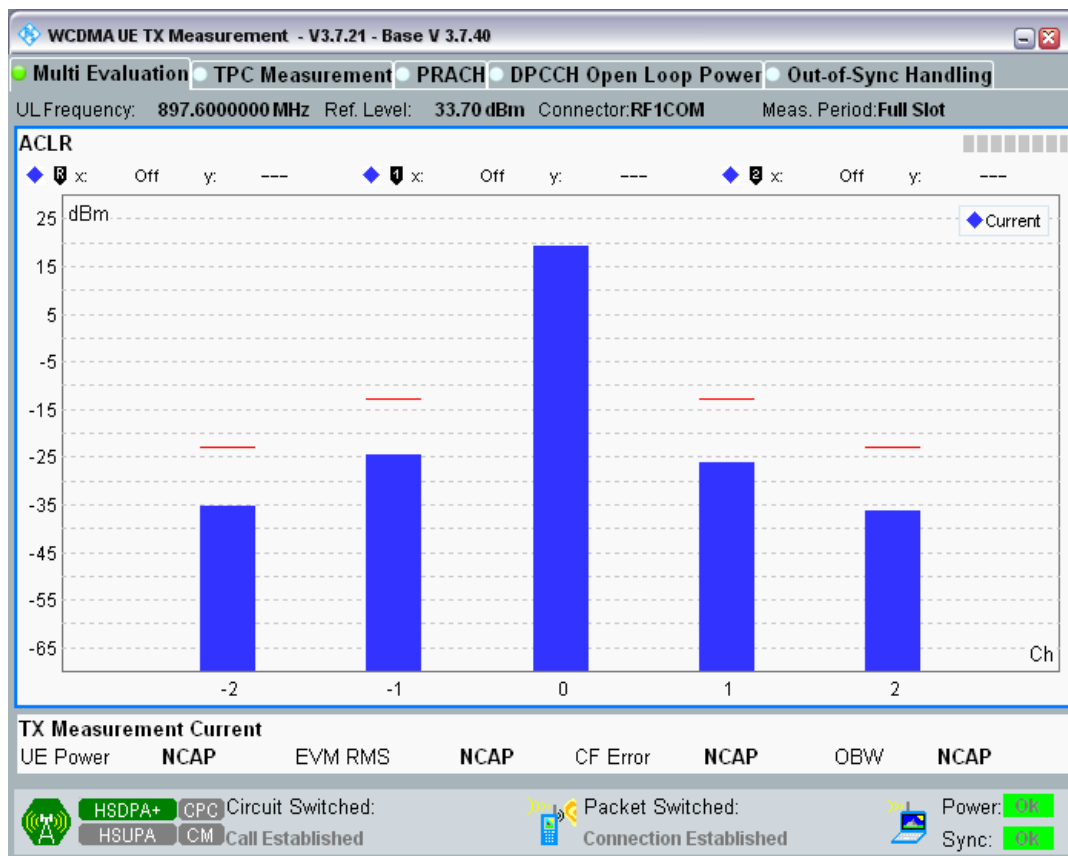 WCDMA UE TX Measurement - V3.7.21 - Base V 3.7.40
Multi Evaluation TPC Measurement PRACH DPCCH Open Loop Power Out-of-Sync Handling
UL Frequency: 897.6000000 MHz Ref. Level: 33.70 dBm Connector:RF1COM Meas. Period:Full Slot
ACLR
R x: Off y: --- 1 x: Off y: --- 2 x: Off y: ---
dBm
Current
25
15
5
-5
-15
-25
-35
-45
-55
-65
Ch
-2 -1 0 1 2
TX Measurement Current
UE Power NCAP EVM RMS NCAP CF Error NCAP OBW NCAP
HSDPA+ CPC Circuit Switched: Packet Switched: Power: OK
HSUPA CM Call Established Connection Established Sync: OK